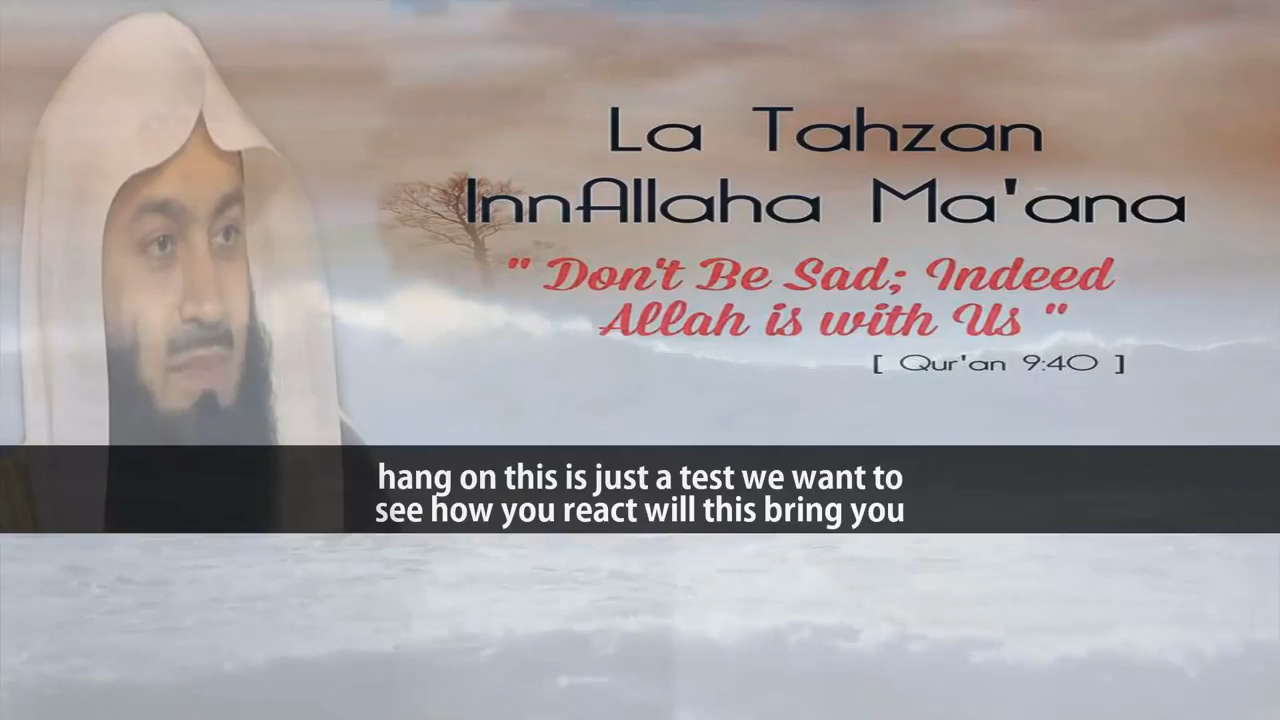 La Tahzan
InnAllaha Ma'ana
" Don't Be Sad; Indeed
Allah is with Us "
[ Qur'an 9:40 ]
hang on this is just a test we want to
see how you react will this bring you